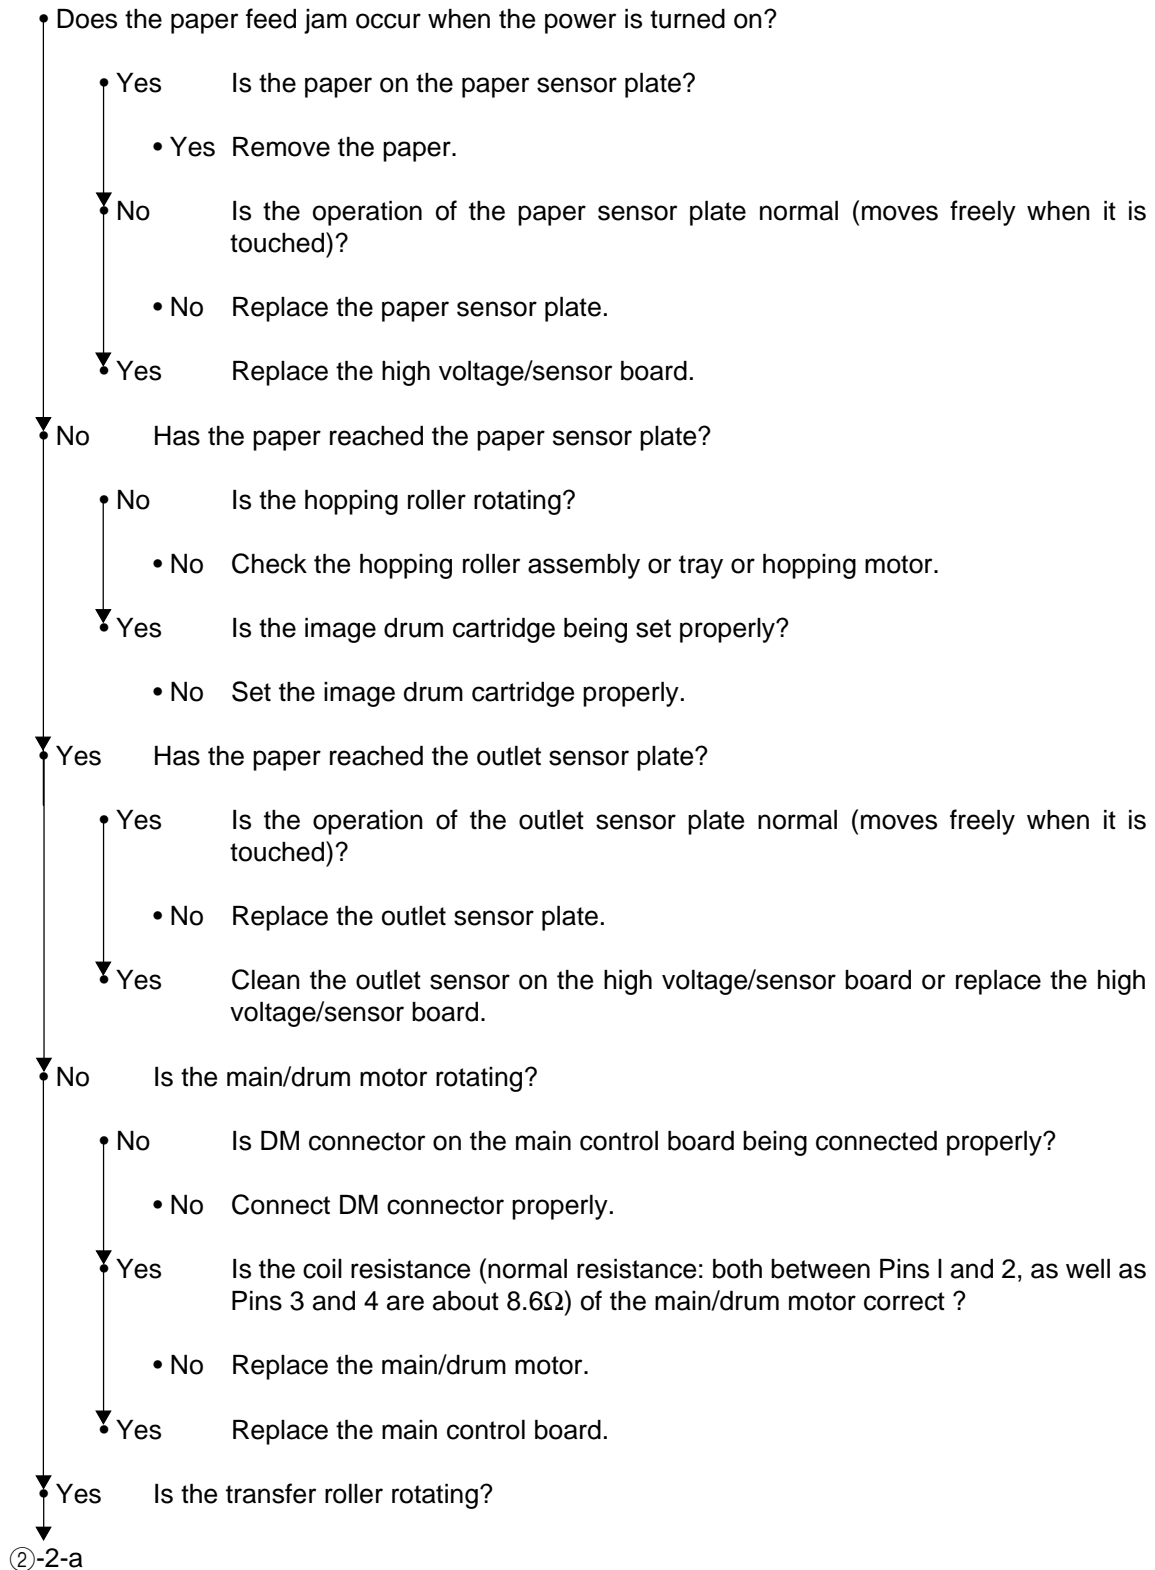 • Does the paper feed jam occur when the power is turned on?
• Yes Is the paper on the paper sensor plate?
• Yes Remove the paper.
• No Is the operation of the paper sensor plate normal (moves freely when it is
touched)?
• No Replace the paper sensor plate.
• Yes Replace the high voltage/sensor board.
• No Has the paper reached the paper sensor plate?
• No Is the hopping roller rotating?
• No Check the hopping roller assembly or tray or hopping motor.
• Yes Is the image drum cartridge being set properly?
• No Set the image drum cartridge properly.
• Yes Has the paper reached the outlet sensor plate?
• Yes Is the operation of the outlet sensor plate normal (moves freely when it is
touched)?
• No Replace the outlet sensor plate.
• Yes Clean the outlet sensor on the high voltage/sensor board or replace the high
voltage/sensor board.
• No Is the main/drum motor rotating?
• No Is DM connector on the main control board being connected properly?
• No Connect DM connector properly.
• Yes Is the coil resistance (normal resistance: both between Pins l and 2, as well as
Pins 3 and 4 are about 8.6Ω) of the main/drum motor correct ?
• No Replace the main/drum motor.
• Yes Replace the main control board.
• Yes Is the transfer roller rotating?
②-2-a